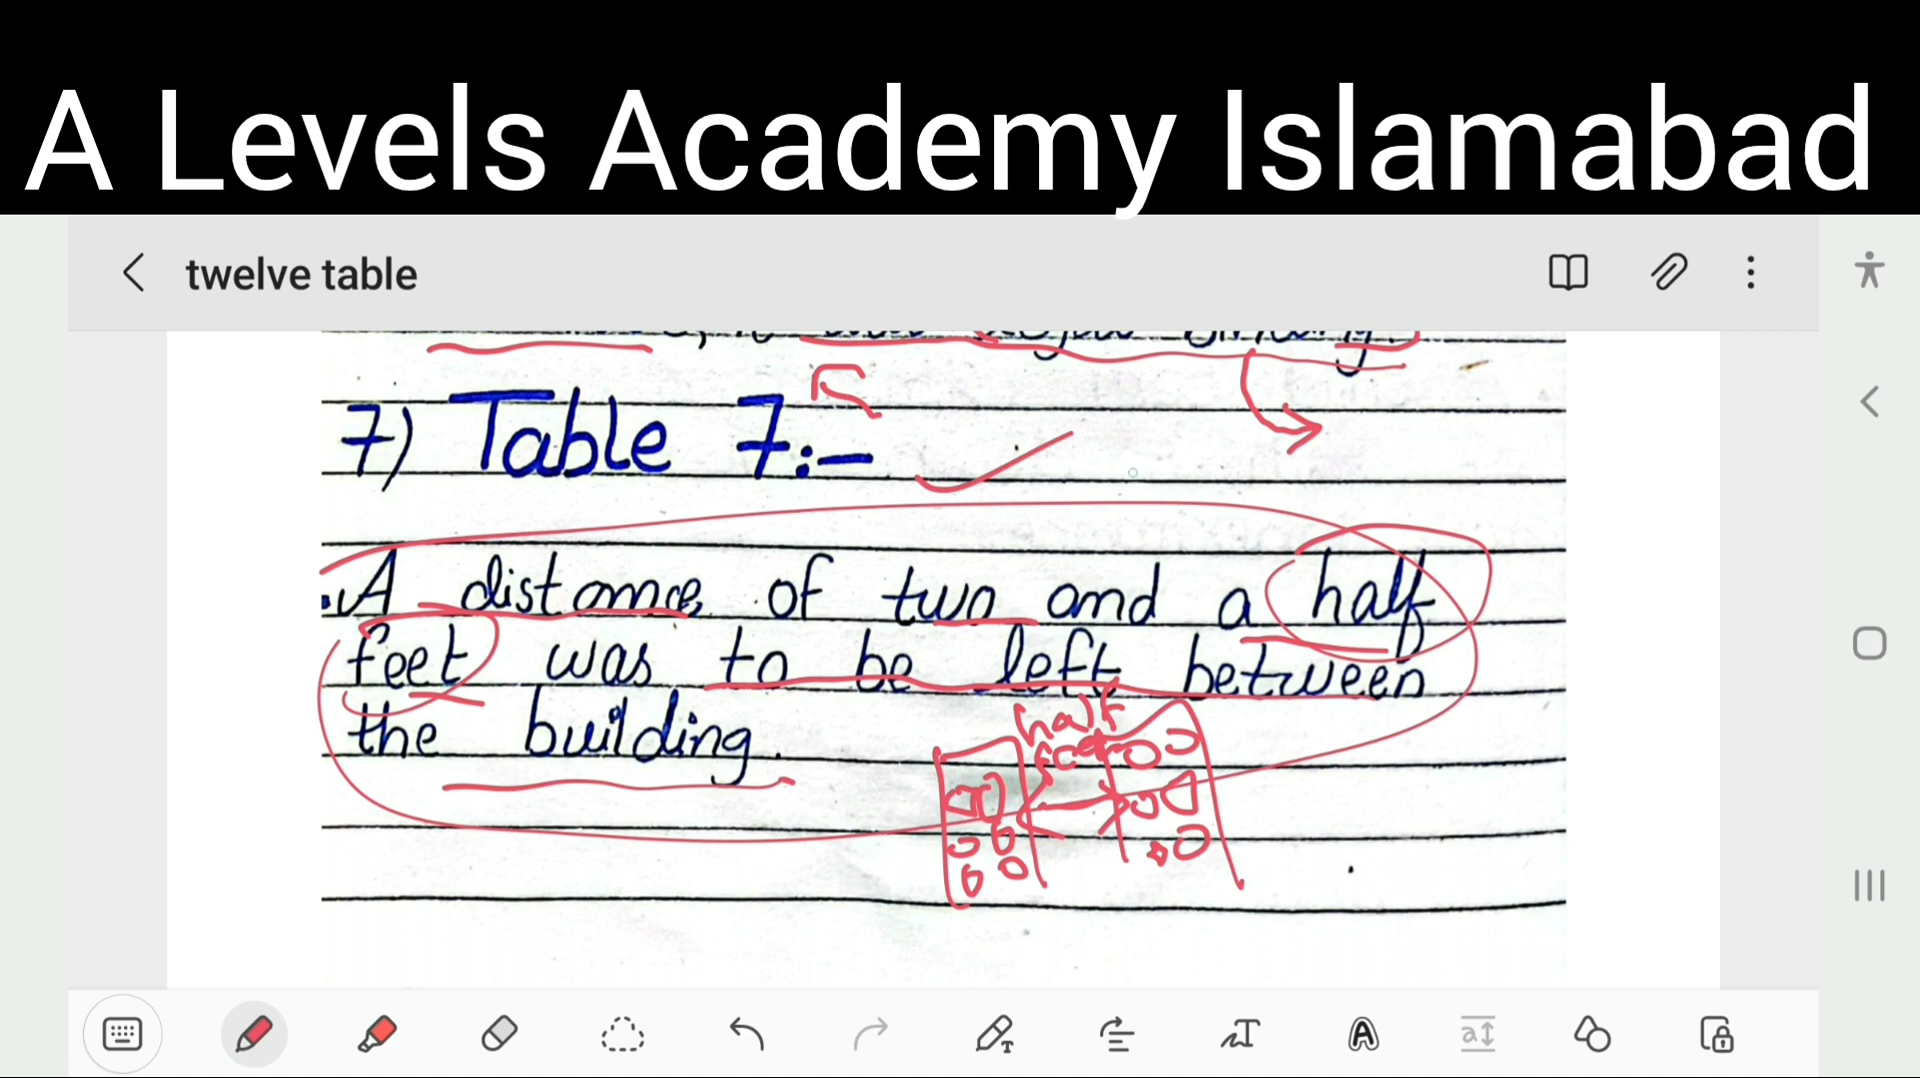 A Levels Academy Islamabad
twelve table
7) Table 7:-
.A distance of two and a half
feet was to be left between
the building.
half
feet